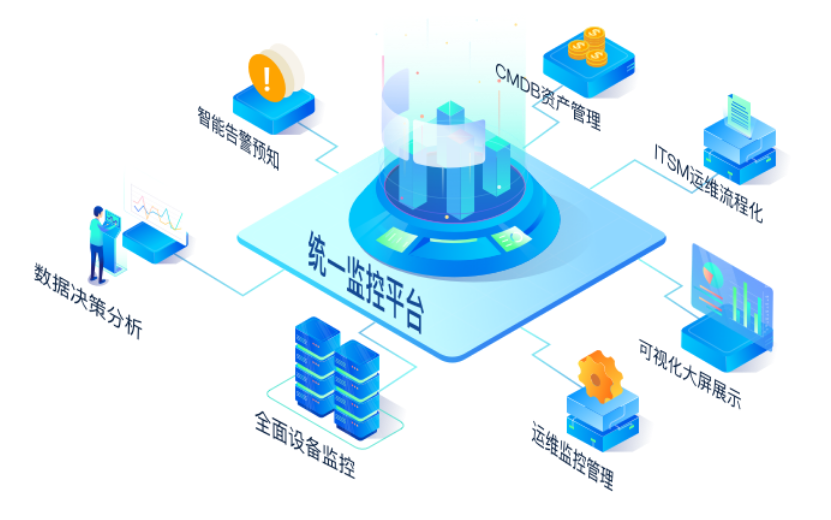 CMDB资产管理
智能告警预知
ITSM运维流程化
统一监控平台
数据决策分析
可视化大屏展示
全面设备监控
运维监控管理